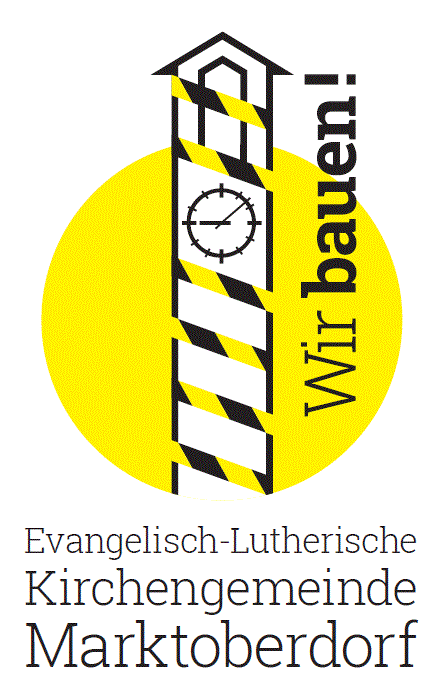 Wir bauen!
Evangelisch-Lutherische
Kirchengemeinde
Marktoberdorf